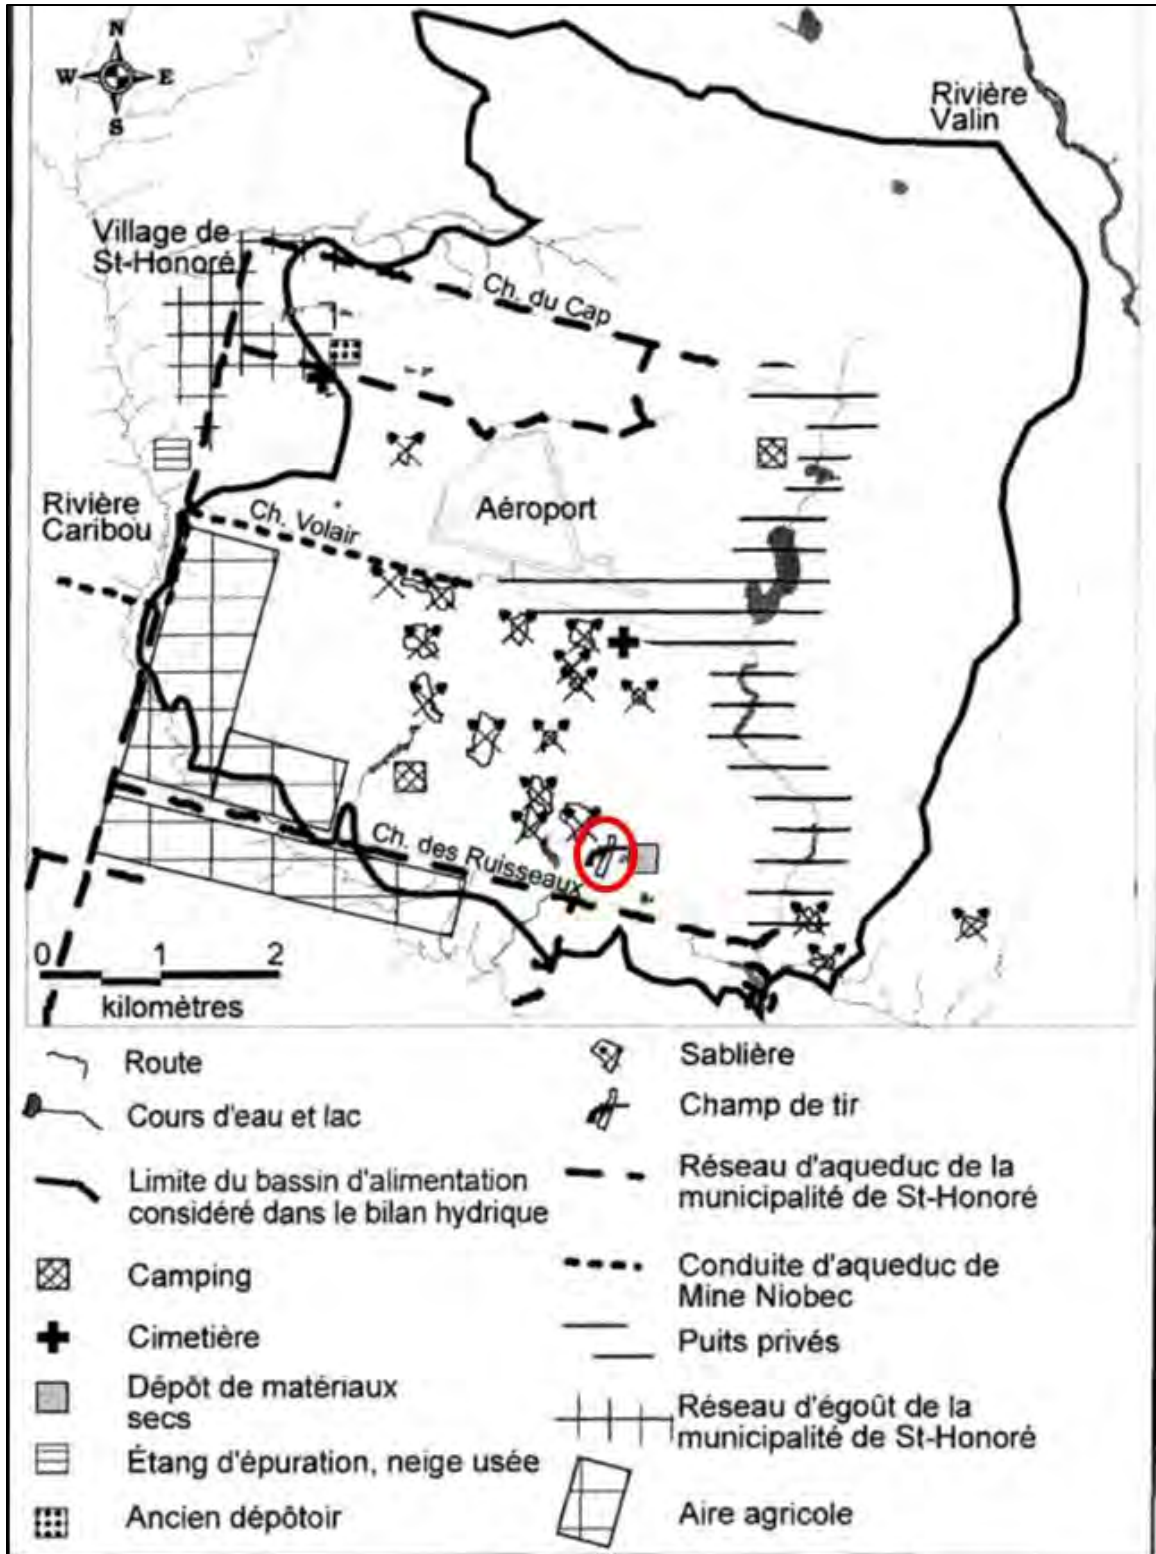 N
W E
S
Rivière
Valin
Village de
St-Honoré
Ch. du Cap
Rivière
Caribou
Ch. Volair
Aéroport
Ch. des Ruisseaux
0 1 2
kilomètres
Route
Cours d'eau et lac
Limite du bassin d'alimentation
considéré dans le bilan hydrique
Camping
Cimetière
Dépôt de matériaux
secs
Étang d'épuration, neige usée
Ancien dépôtoir
Sablière
Champ de tir
Réseau d'aqueduc de la
municipalité de St-Honoré
Conduite d'aqueduc de
Mine Niobec
Puits privés
Réseau d'égoût de la
municipalité de St-Honoré
Aire agricole